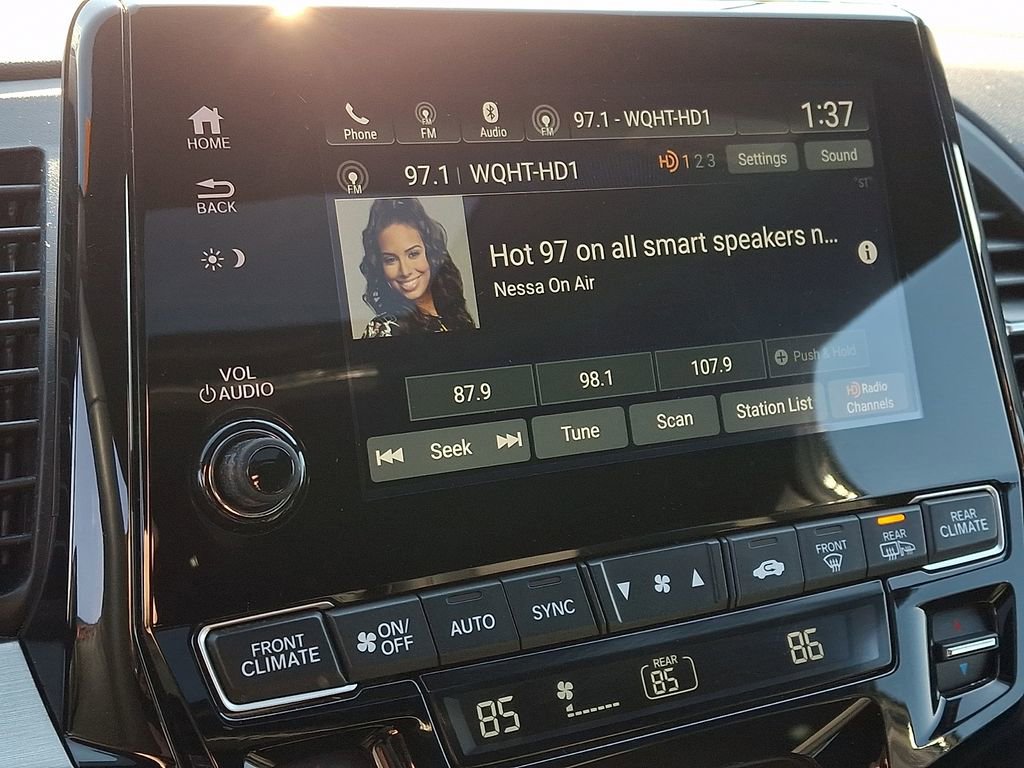 HOME
BACK
VOL
AUDIO
Phone
FM
FM
Audio
FM
97.1 - WQHT-HD1
1:37
FM
97.1 | WQHT-HD1
HD 1 2 3
Settings
Sound
"ST"
Hot 97 on all smart speakers n...
i
Nessa On Air
87.9
98.1
107.9
Push & Hold
Seek
Tune
Scan
Station List
HD Radio
Channels
FRONT
CLIMATE
ON/
OFF
AUTO
SYNC
FRONT
REAR
REAR
CLIMATE
85
REAR
85
86